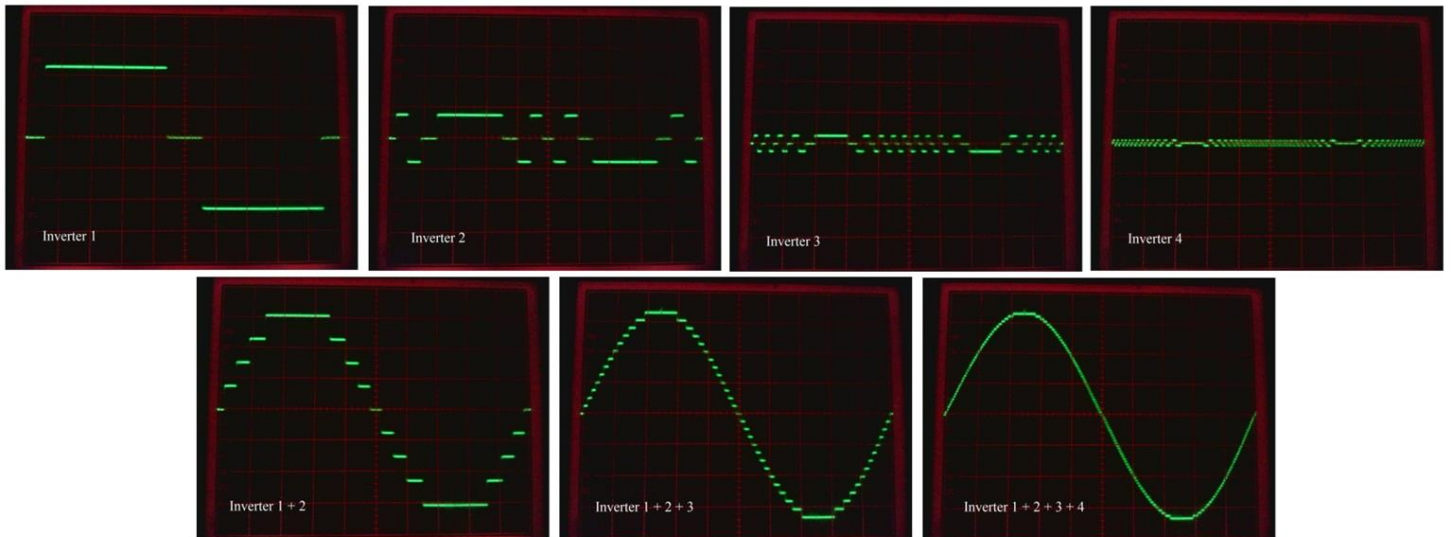 Inverter 1
Inverter 2
Inverter 3
Inverter 4
Inverter 1 + 2
Inverter 1 + 2 + 3
Inverter 1 + 2 + 3 + 4